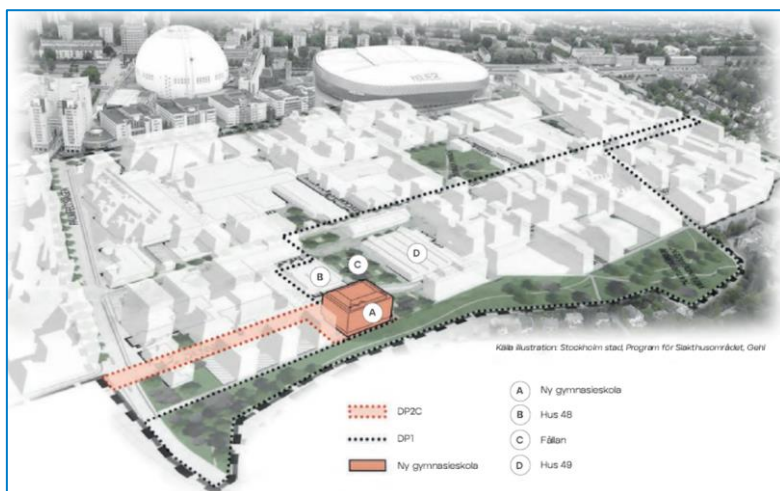 TELE2
Källa illustration: Stockholm stad, Program för Slakthusområdet, Gehl
DP2C
DP1
Ny gymnasieskola
A Ny gymnasieskola
B Hus 48
C Fållan
D Hus 49
A
B
C
D